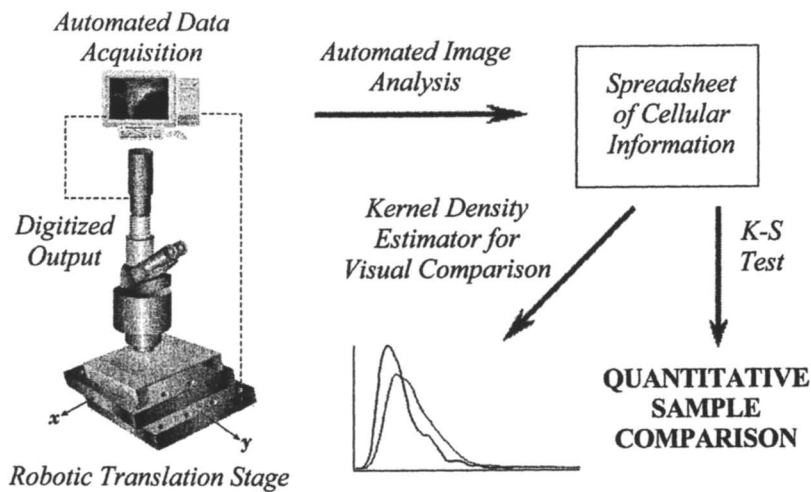 Automated Data
Acquisition
Automated Image
Analysis
Spreadsheet
of Cellular
Information
Digitized
Output
Kernel Density
Estimator for
Visual Comparison
K-S
Test
x
y
Robotic Translation Stage
QUANTITATIVE
SAMPLE
COMPARISON